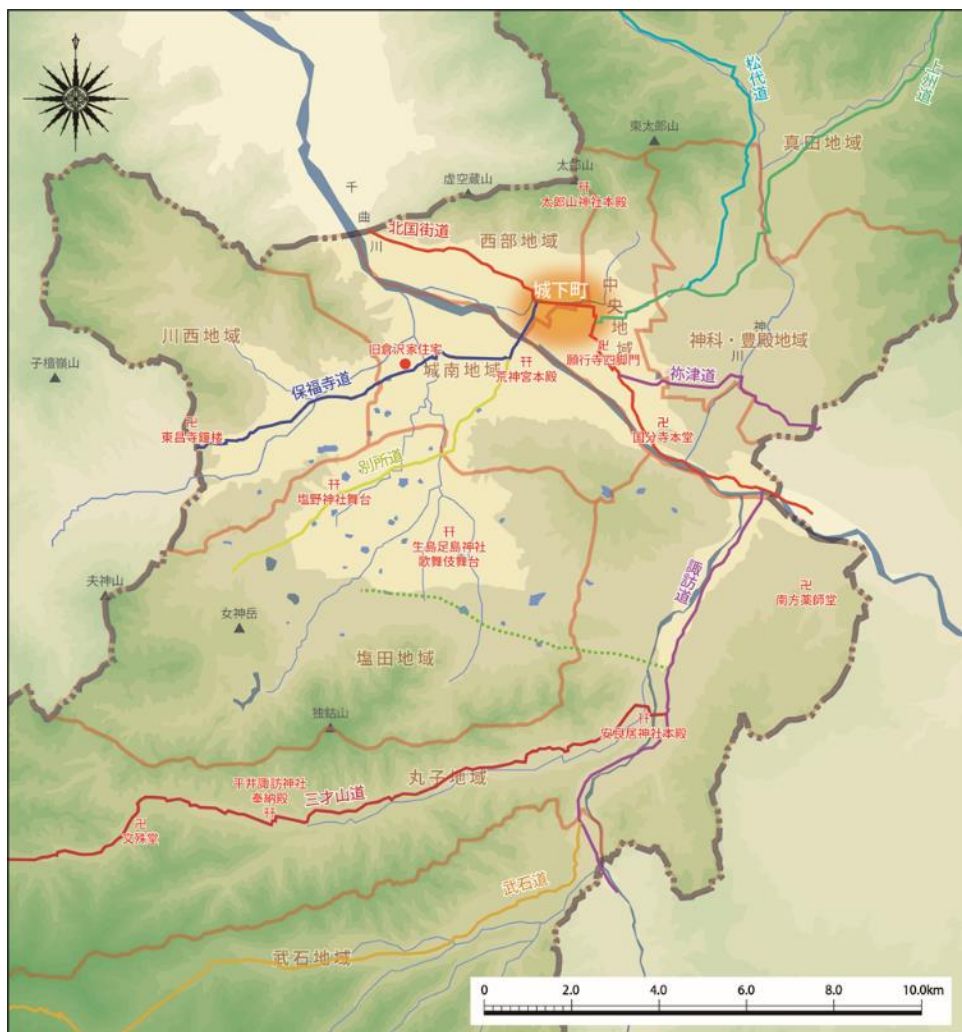 松代道
上州道
東太郎山
真田地域
太郎山
太郎山神社本殿
虚空蔵山
千曲川
北国街道
西部地域
城下町
中央地域
神川
神科・豊殿地域
川西地域
子檀嶺山
旧倉沢家住宅
城南地域
荒神宮本殿
願行寺四脚門
祢津道
保福寺道
東昌寺鐘楼
国分寺本堂
別所道
塩野神社舞台
生島足島神社
歌舞伎舞台
諏訪道
夫神山
女神岳
南方薬師堂
塩田地域
独鈷山
安良居神社本殿
丸子地域
平井諏訪神社
奉納殿
三才山道
文殊堂
武石道
武石地域
0 2.0 4.0 6.0 8.0 10.0km